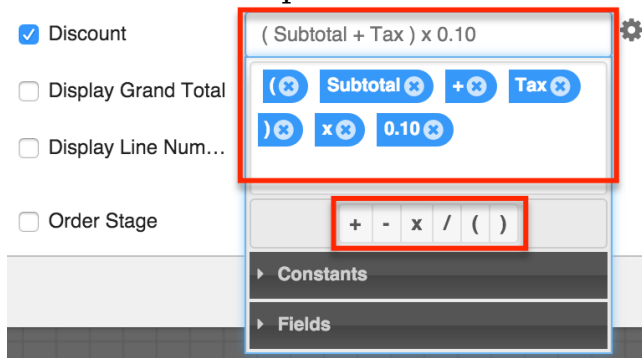 Discount
( Subtotal + Tax ) x 0.10
Display Grand Total
( Subtotal + Tax
) x 0.10
Display Line Num...
Order Stage
+ - x / ( )
Constants
Fields